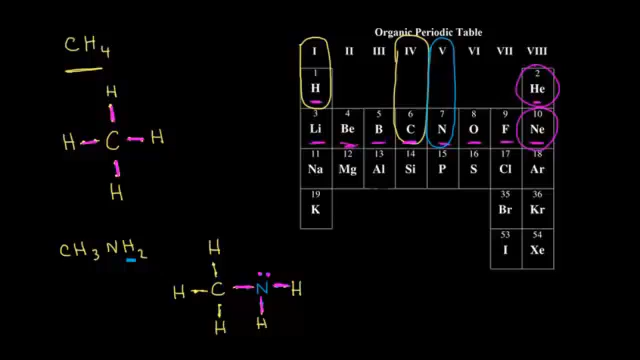 CH4
H
H C H
H
CH3NH2
H
H C N H
H H
Organic Periodic Table
I II III IV V VI VII VIII
1 2
H He
3 4 5 6 7 8 9 10
Li Be B C N O F Ne
11 12 13 14 15 16 17 18
Na Mg Al Si P S Cl Ar
19 35 36
K Br Kr
53 54
I Xe